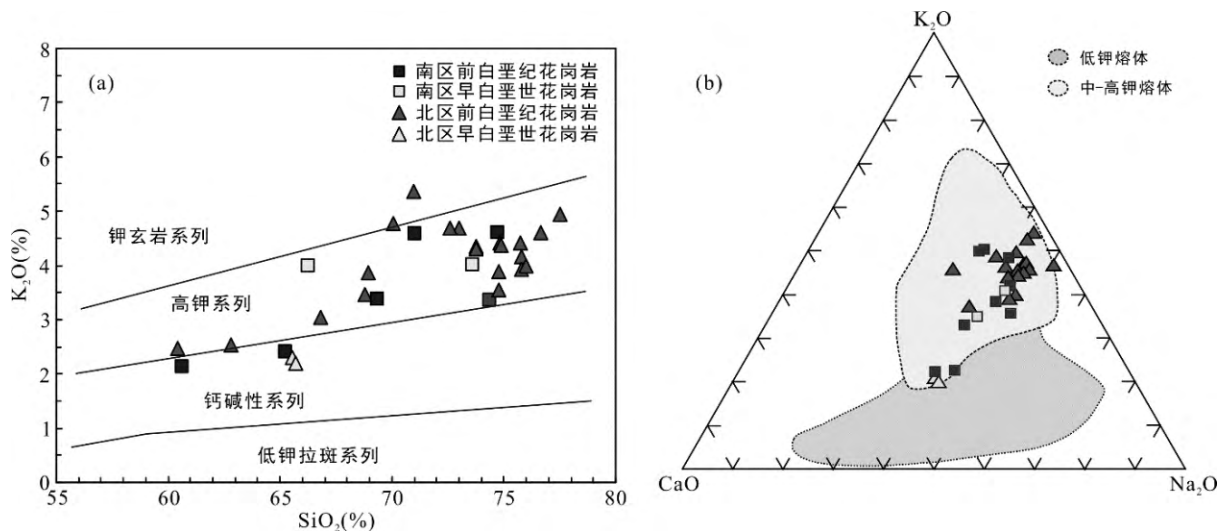 (a)
南区前白垩纪花岗岩
南区早白垩世花岗岩
北区前白垩纪花岗岩
北区早白垩世花岗岩
钾玄岩系列
高钾系列
钙碱性系列
低钾拉斑系列
K₂O(%)
8
7
6
5
4
3
2
1
0
55 60 65 70 75 80
SiO₂(%)
(b)
K₂O
低钾熔体
中-高钾熔体
CaO
Na₂O